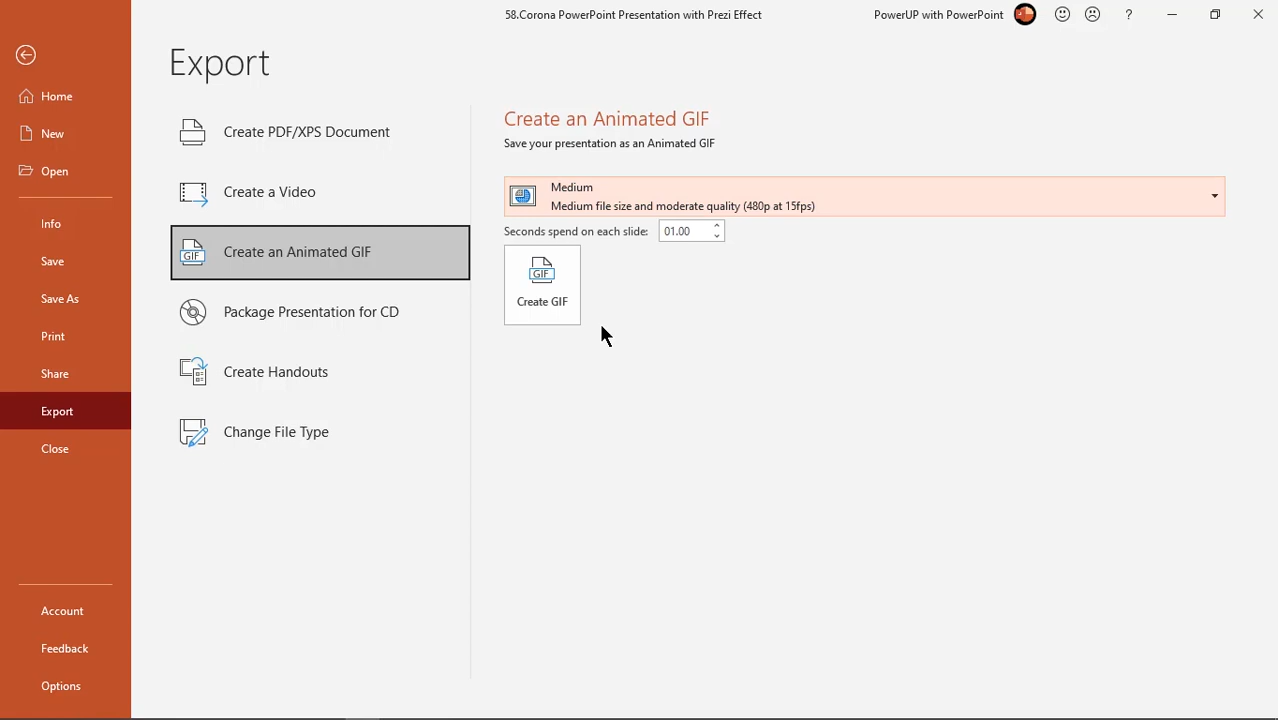 58.Corona PowerPoint Presentation with Prezi Effect
PowerUP with PowerPoint
?
Home
New
Open
Info
Save
Save As
Print
Share
Export
Close
Account
Feedback
Options
Export
Create PDF/XPS Document
Create a Video
GIF
Create an Animated GIF
Package Presentation for CD
Create Handouts
Change File Type
Create an Animated GIF
Save your presentation as an Animated GIF
Medium
Medium file size and moderate quality (480p at 15fps)
Seconds spend on each slide: 01.00
GIF
Create GIF